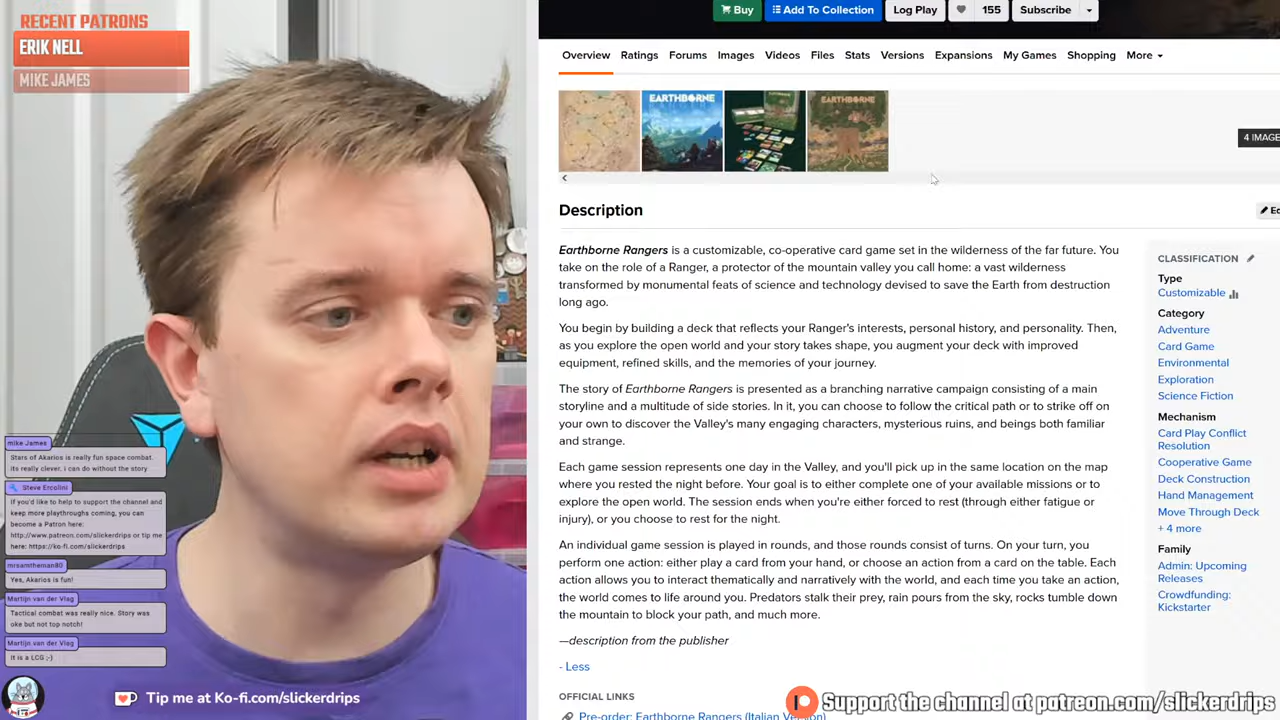 RECENT PATRONS
ERIK NELL
MIKE JAMES
mike James
Stars of Akarios is really fun space combat.
its really clever. i can do without the story
Steve Ercolini
If you'd like to help to support the channel and
keep more playthroughs coming, you can
become a Patron here:
http://www.patreon.com/slickerdrips or tip me
here: https://ko-fi.com/slickerdrips
mrsamtheman80
Yes, Akarios is fun!
Martijn van der Vlag
Tactical combat was really nice. Story was
oke but not top notch!
Martijn van der Vlag
It is a LCG ;-)
Tip me at Ko-fi.com/slickerdrips
Buy
Add To Collection
Log Play
155
Subscribe
Overview Ratings Forums Images Videos Files Stats Versions Expansions My Games Shopping More
EARTHBORNE
EARTHBORNE
4 IMAGE
Description
Earthborne Rangers is a customizable, co-operative card game set in the wilderness of the far future. You
take on the role of a Ranger, a protector of the mountain valley you call home: a vast wilderness
transformed by monumental feats of science and technology devised to save the Earth from destruction
long ago.
You begin by building a deck that reflects your Ranger's interests, personal history, and personality. Then,
as you explore the open world and your story takes shape, you augment your deck with improved
equipment, refined skills, and the memories of your journey.
The story of Earthborne Rangers is presented as a branching narrative campaign consisting of a main
storyline and a multitude of side stories. In it, you can choose to follow the critical path or to strike off on
your own to discover the Valley's many engaging characters, mysterious ruins, and beings both familiar
and strange.
Each game session represents one day in the Valley, and you'll pick up in the same location on the map
where you rested the night before. Your goal is to either complete one of your available missions or to
explore the open world. The session ends when you're either forced to rest (through either fatigue or
injury), or you choose to rest for the night.
An individual game session is played in rounds, and those rounds consist of turns. On your turn, you
perform one action: either play a card from your hand, or choose an action from a card on the table. Each
action allows you to interact thematically and narratively with the world, and each time you take an action,
the world comes to life around you. Predators stalk their prey, rain pours from the sky, rocks tumble down
the mountain to block your path, and much more.
—description from the publisher
- Less
OFFICIAL LINKS
Pre-order: Earthborne Rangers (Italian Version)
CLASSIFICATION
Type
Customizable
Category
Adventure
Card Game
Environmental
Exploration
Science Fiction
Mechanism
Card Play Conflict
Resolution
Cooperative Game
Deck Construction
Hand Management
Move Through Deck
+ 4 more
Family
Admin: Upcoming
Releases
Crowdfunding:
Kickstarter
Support the channel at patreon.com/slickerdrips